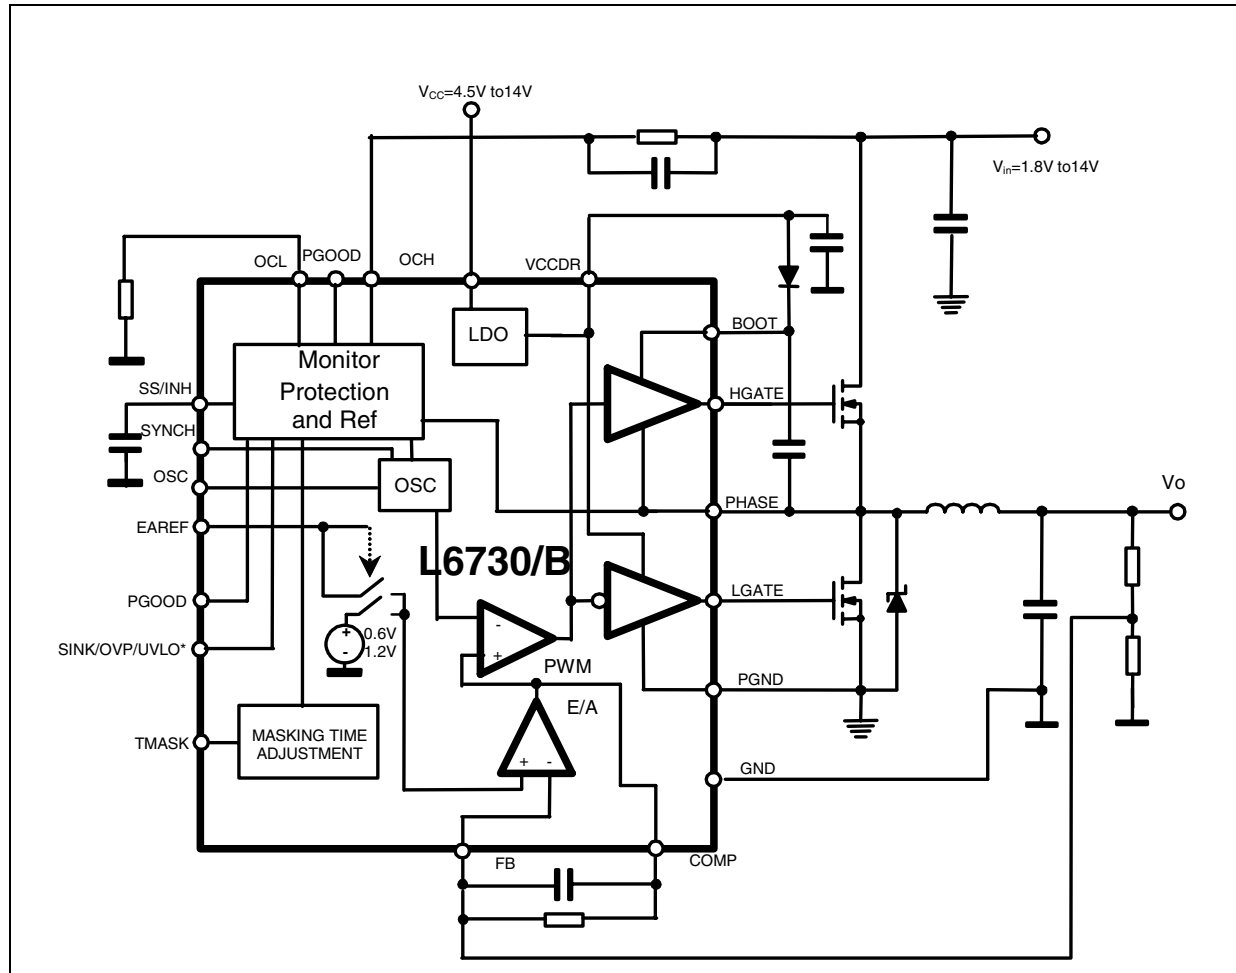 V_CC=4.5V to14V
V_in=1.8V to14V
OCL
PGOOD
OCH
VCCDR
LDO
BOOT
Monitor
Protection
and Ref
SS/INH
HGATE
SYNCH
OSC
OSC
Vo
PHASE
EAREF
L6730/B
PGOOD
LGATE
SINK/OVP/UVLO*
+
-
0.6V
1.2V
-
+
PWM
PGND
E/A
TMASK
MASKING TIME
ADJUSTMENT
+ -
GND
FB
COMP